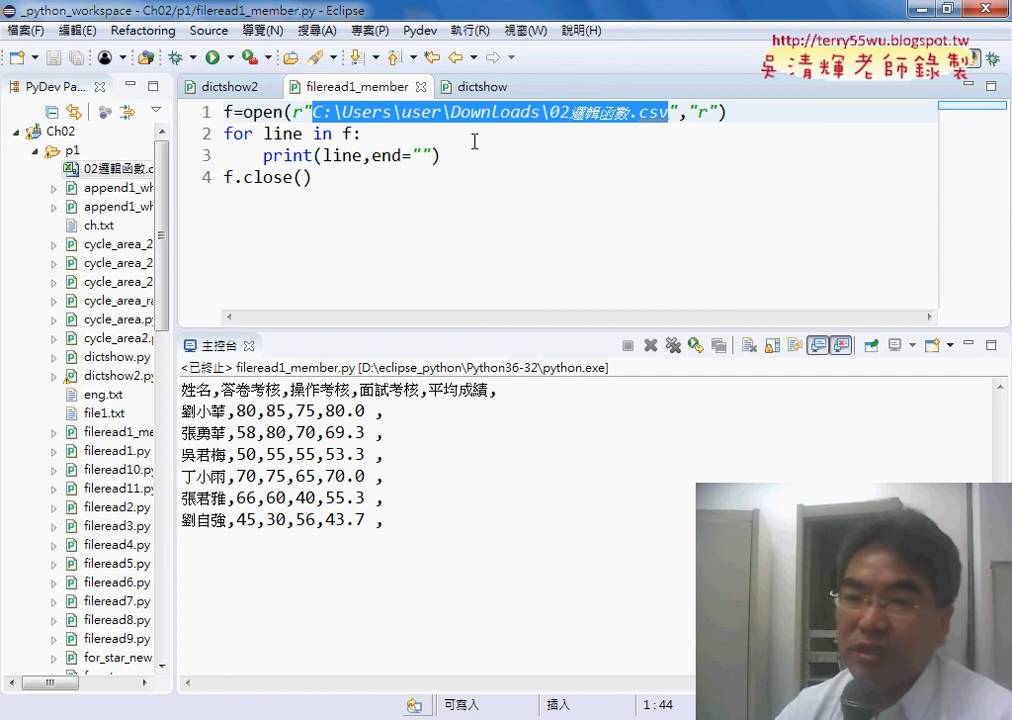 _python_workspace - Ch02/p1/fileread1_member.py - Eclipse
檔案(F) 編輯(E) Refactoring Source 導覽(N) 搜尋(A) 專案(P) Pydev 執行(R) 視窗(W) 說明(H)
http://terry55wu.blogspot.tw
吳清輝老師錄製
PyDev Pa...
dictshow2 fileread1_member dictshow
1 f=open(r"C:\Users\user\Downloads\02邏輯函數.csv","r")
2 for line in f:
3 print(line,end="")
4 f.close()
Ch02
p1
02邏輯函數.c
append1_wh
append1_wh
ch.txt
cycle_area_2
cycle_area_2
cycle_area_2
cycle_area_ra
cycle_area.py
cycle_area2.p
dictshow.py
dictshow2.py
eng.txt
file1.txt
fileread1_me
fileread1.py
fileread10.py
fileread11.py
fileread2.py
fileread3.py
fileread4.py
fileread5.py
fileread6.py
fileread7.py
fileread8.py
fileread9.py
for_star_new
主控台
<已終止> fileread1_member.py [D:\eclipse_python\Python36-32\python.exe]
姓名,答卷考核,操作考核,面試考核,平均成績,
劉小華,80,85,75,80.0 ,
張勇華,58,80,70,69.3 ,
吳君梅,50,55,55,53.3 ,
丁小雨,70,75,65,70.0 ,
張君雅,66,60,40,55.3 ,
劉自強,45,30,56,43.7 ,
可寫入 插入 1:44